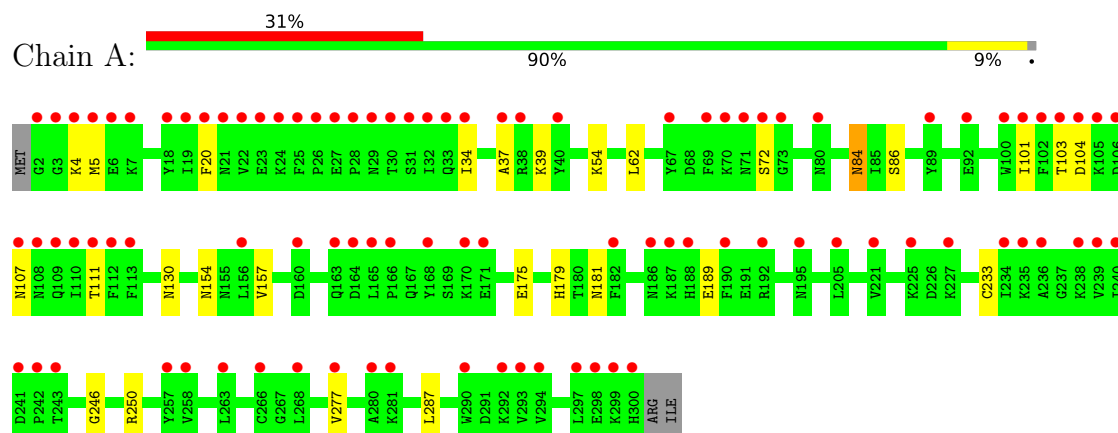 31%
Chain A:
90% 9% •
MET G2 G3 K4 M5 E6 K7 Y18 I19 F20 N21 V22 E23 K24 F25 P26 E27 P28 N29 T30 S31 I32 Q33 I34 A37 R38 K39 Y40 K54 L62 Y67 D68 F69 K70 N71 S72 G73 N80 N84 I85 S86 Y89 E92 W100 I101 F102 T103 D104 K105 D106
N107 N108 Q109 I110 T111 F112 F113 N130 N154 N155 L156 V157 D160 Q163 D164 L165 P166 Q167 Y168 S169 K170 E171 E175 H179 T180 N181 F182 N186 K187 H188 E189 F190 E191 R192 N195 L205 V221 K225 D226 K227 C233 I234 K235 A236 G237 K238 V239 I240
D241 P242 T243 G246 R250 Y257 V258 L263 C266 G267 L268 V277 A280 K281 L287 W290 D291 K292 V293 V294 L297 E298 K299 H300 ARG ILE